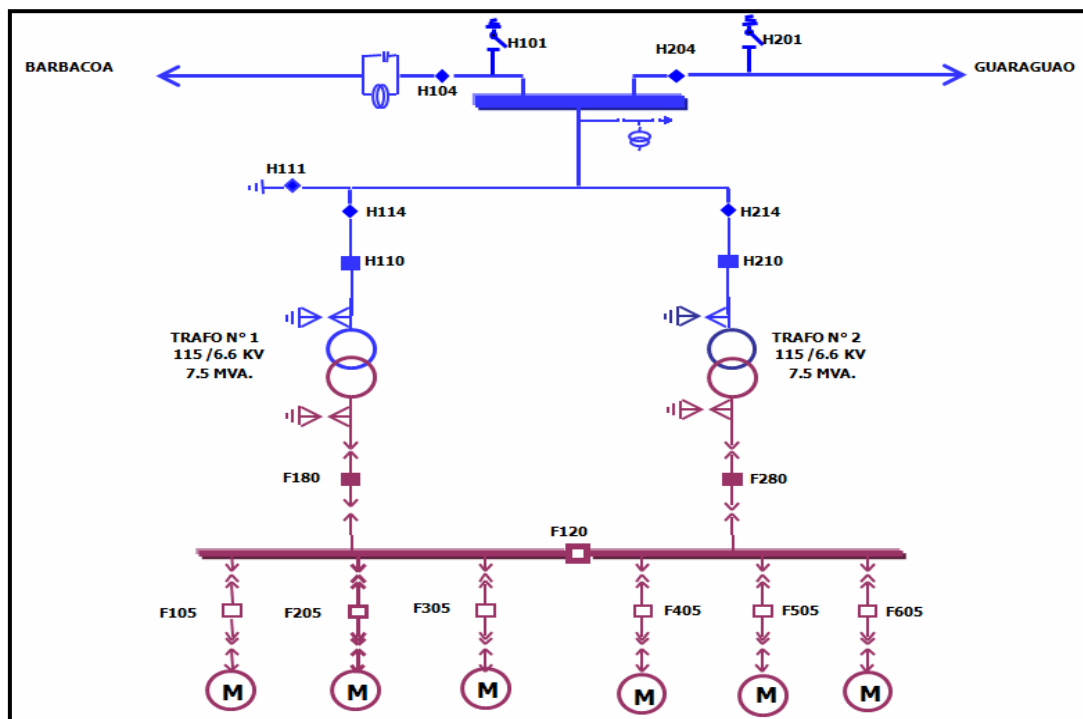 H101
H204
H201
BARBACOA
GUARAGUAO
H104
H111
H114
H214
H110
H210
TRAFO N° 1
115 /6.6 KV
7.5 MVA.
TRAFO N° 2
115 /6.6 KV
7.5 MVA.
F180
F280
F120
F105
F205
F305
F405
F505
F605
M
M
M
M
M
M